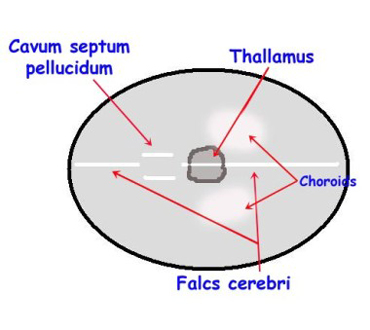 Cavum septum
pellucidum
Thallamus
Choroids
Falcs cerebri